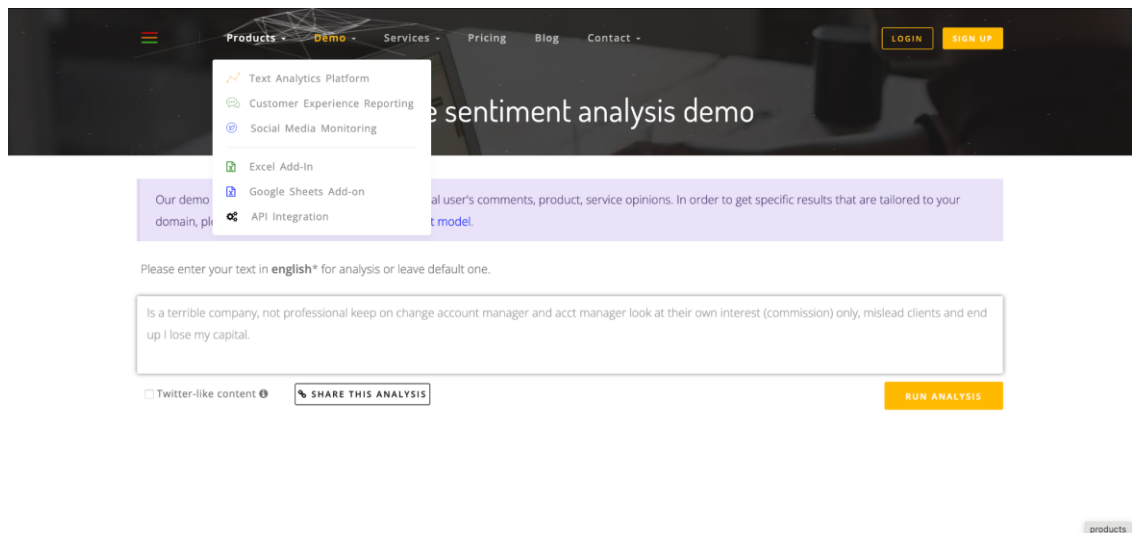 Products
Demo
Services
Pricing
Blog
Contact
LOGIN
SIGN UP
Text Analytics Platform
Customer Experience Reporting
Social Media Monitoring
Excel Add-In
Google Sheets Add-on
API Integration
e sentiment analysis demo
Our demo al user's comments, product, service opinions. In order to get specific results that are tailored to your
domain, t model.
Please enter your text in english* for analysis or leave default one.
Is a terrible company, not professional keep on change account manager and acct manager look at their own interest (commission) only, mislead clients and end
up I lose my capital.
Twitter-like content
SHARE THIS ANALYSIS
RUN ANALYSIS
products